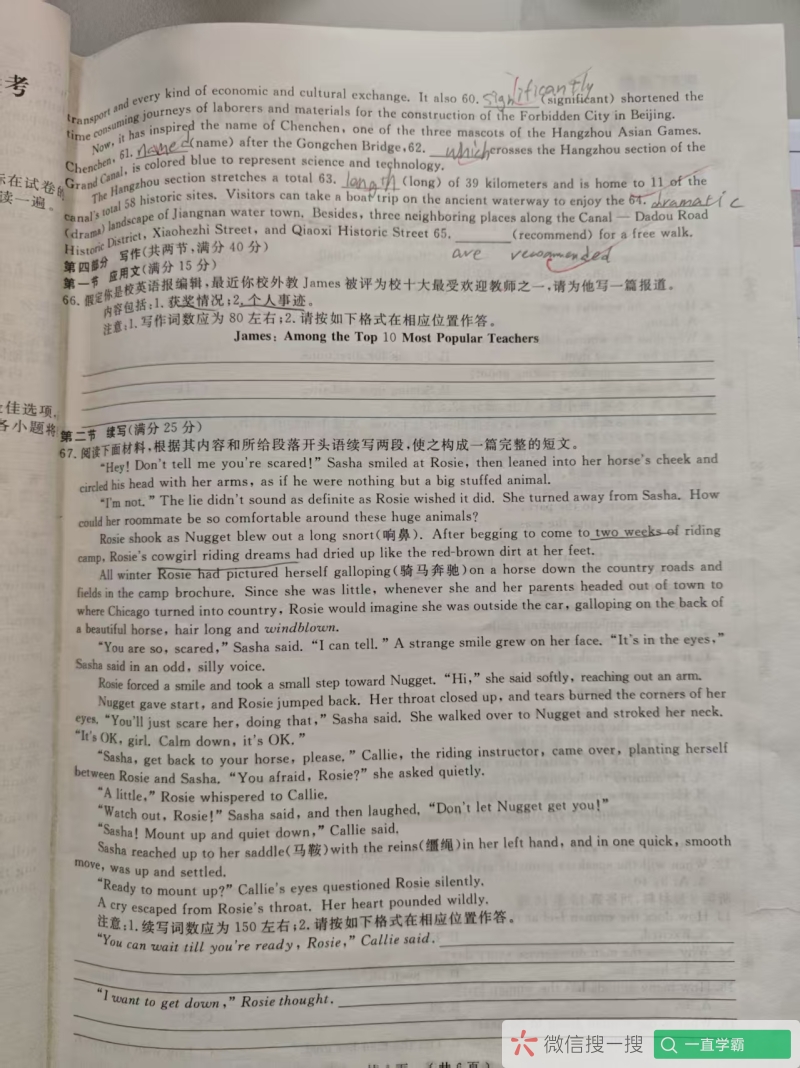 考
transport and every kind of economic and cultural exchange. It also 60. significantly (significant) shortened the
time consuming journeys of laborers and materials for the construction of the Forbidden City in Beijing.
Now, it has inspired the name of Chenchen, one of the three mascots of the Hangzhou Asian Games.
Chenchen, 61. named (name) after the Gongchen Bridge, 62. which crosses the Hangzhou section of the
Grand Canal, is colored blue to represent science and technology.
The Hangzhou section stretches a total 63. langth (long) of 39 kilometers and is home to 11 of the
canal's total 58 historic sites. Visitors can take a boat trip on the ancient waterway to enjoy the 64. dramatic
(drama) landscape of Jiangnan water town. Besides, three neighboring places along the Canal — Dadou Road
Historic District, Xiaohezhi Street, and Qiaoxi Historic Street 65. (recommend) for a free walk.
are recommended
第四部分 写作(共两节,满分 40 分)
第一节 应用文(满分 15 分)
66. 假定你是校英语报编辑,最近你校外教 James 被评为校十大最受欢迎教师之一,请为他写一篇报道。
内容包括:1. 获奖情况;2. 个人事迹。
注意:1. 写作词数应为 80 左右;2. 请按如下格式在相应位置作答。
James: Among the Top 10 Most Popular Teachers
第二节 续写(满分 25 分)
67. 阅读下面材料,根据其内容和所给段落开头语续写两段,使之构成一篇完整的短文。
"Hey! Don't tell me you're scared!" Sasha smiled at Rosie, then leaned into her horse's cheek and
circled his head with her arms, as if he were nothing but a big stuffed animal.
"I'm not." The lie didn't sound as definite as Rosie wished it did. She turned away from Sasha. How
could her roommate be so comfortable around these huge animals?
Rosie shook as Nugget blew out a long snort(响鼻). After begging to come to two weeks of riding
camp, Rosie's cowgirl riding dreams had dried up like the red-brown dirt at her feet.
All winter Rosie had pictured herself galloping(骑马奔驰)on a horse down the country roads and
fields in the camp brochure. Since she was little, whenever she and her parents headed out of town to
where Chicago turned into country, Rosie would imagine she was outside the car, galloping on the back of
a beautiful horse, hair long and windblown.
"You are so, scared," Sasha said. "I can tell." A strange smile grew on her face. "It's in the eyes,"
Sasha said in an odd, silly voice.
Rosie forced a smile and took a small step toward Nugget. "Hi," she said softly, reaching out an arm.
Nugget gave start, and Rosie jumped back. Her throat closed up, and tears burned the corners of her
eyes. "You'll just scare her, doing that," Sasha said. She walked over to Nugget and stroked her neck.
"It's OK, girl. Calm down, it's OK."
"Sasha, get back to your horse, please." Callie, the riding instructor, came over, planting herself
between Rosie and Sasha. "You afraid, Rosie?" she asked quietly.
"A little," Rosie whispered to Callie.
"Watch out, Rosie!" Sasha said, and then laughed. "Don't let Nugget get you!"
"Sasha! Mount up and quiet down," Callie said.
Sasha reached up to her saddle(马鞍)with the reins(缰绳)in her left hand, and in one quick, smooth
move, was up and settled.
"Ready to mount up?" Callie's eyes questioned Rosie silently.
A cry escaped from Rosie's throat. Her heart pounded wildly.
注意:1. 续写词数应为 150 左右;2. 请按如下格式在相应位置作答。
"You can wait till you're ready, Rosie," Callie said.
"I want to get down," Rosie thought.
(共 6 页)
示在试卷
读一遍。
佳选项,
各小题将
微信搜一搜
一直学霸